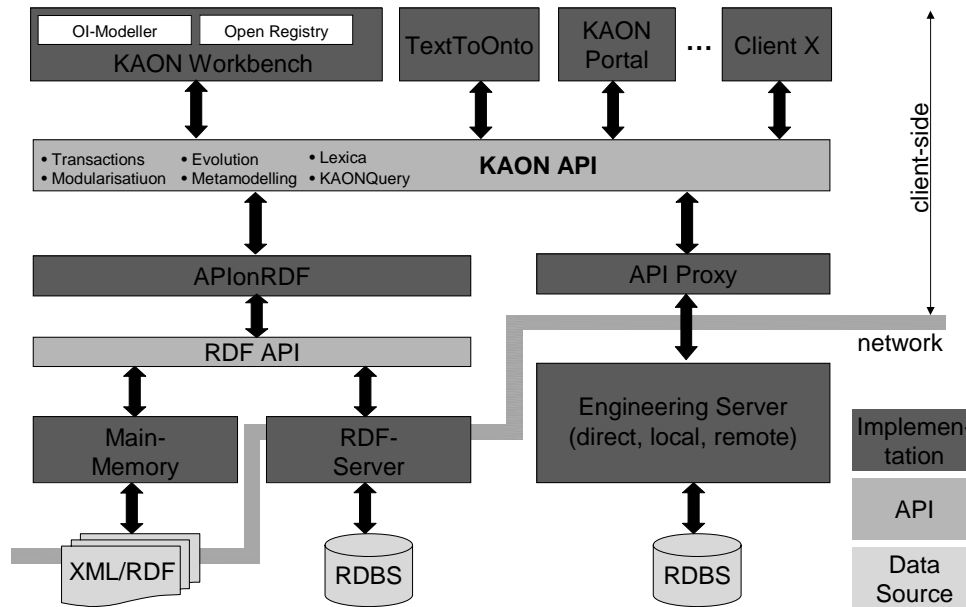 OI-Modeller
Open Registry
KAON Workbench
TextToOnto
KAON
Portal
...
Client X
client-side
• Transactions
• Evolution
• Lexica
• Modularisatiuon
• Metamodelling
• KAONQuery
KAON API
APIonRDF
API Proxy
RDF API
network
Main-
Memory
RDF-
Server
Engineering Server
(direct, local, remote)
Implemen-
tation
API
XML/RDF
RDBS
RDBS
Data
Source